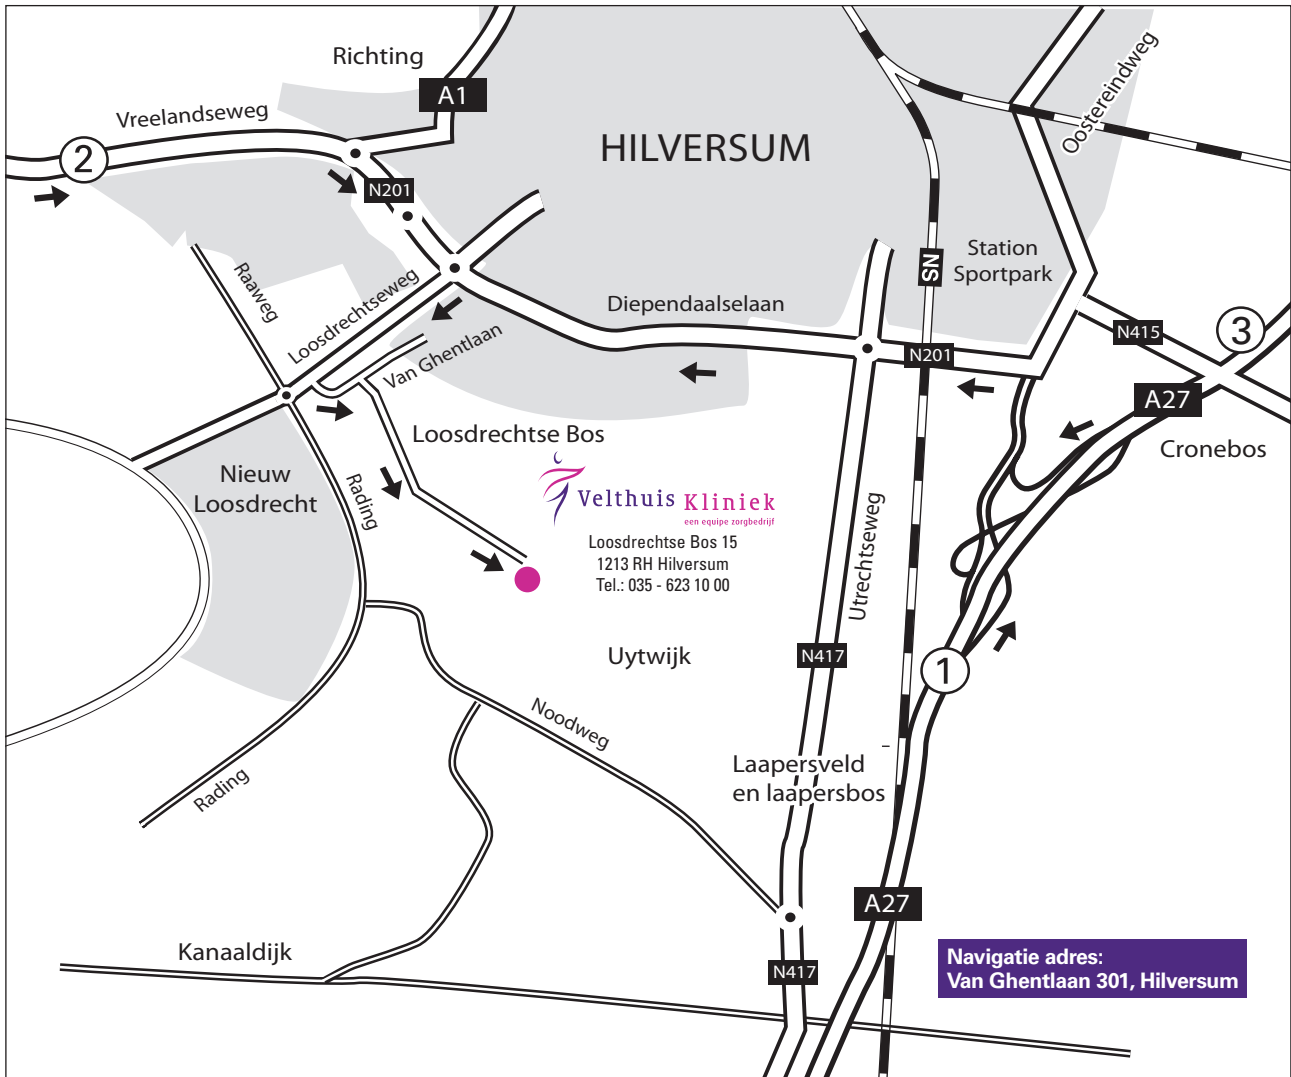 Richting
A1
Vreelandseweg
2
N201
HILVERSUM
Oostereindweg
Station
Sportpark
NS
Raaweg
Loosdrechtseweg
Van Ghentlaan
Diependaalselaan
N201
N415
3
A27
Cronebos
Loosdrechtse Bos
Nieuw
Loosdrecht
Rading
Velthuis Kliniek
een equipe zorgbedrijf
Loosdrechtse Bos 15
1213 RH Hilversum
Tel.: 035 - 623 10 00
Utrechtseweg
Uytwijk
N417
1
Noodweg
Laapersveld
en laapersbos
Rading
A27
Kanaaldijk
N417
Navigatie adres:
Van Ghentlaan 301, Hilversum